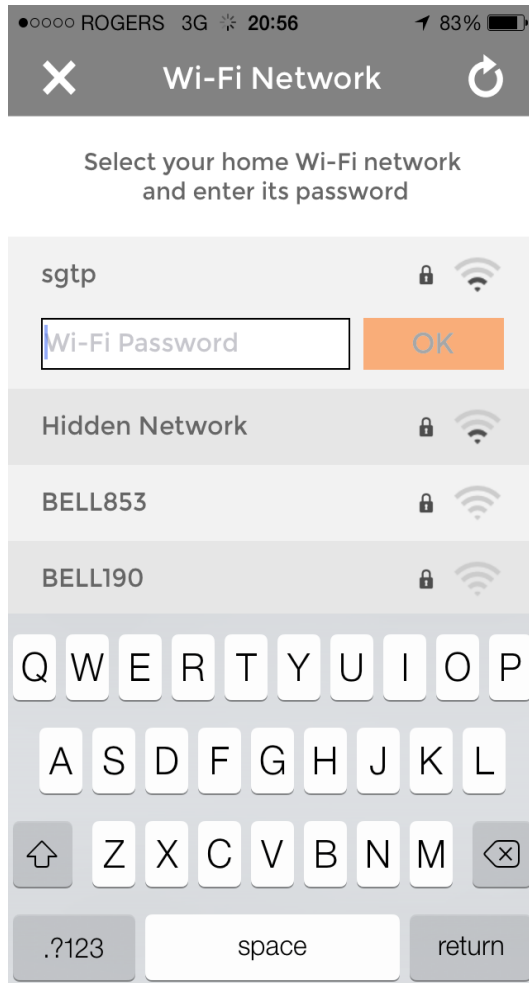 ROGERS 3G 20:56 83%
Wi-Fi Network
Select your home Wi-Fi network
and enter its password
sgtp
Wi-Fi Password OK
Hidden Network
BELL853
BELL190
Q W E R T Y U I O P
A S D F G H J K L
Z X C V B N M
.?123 space return